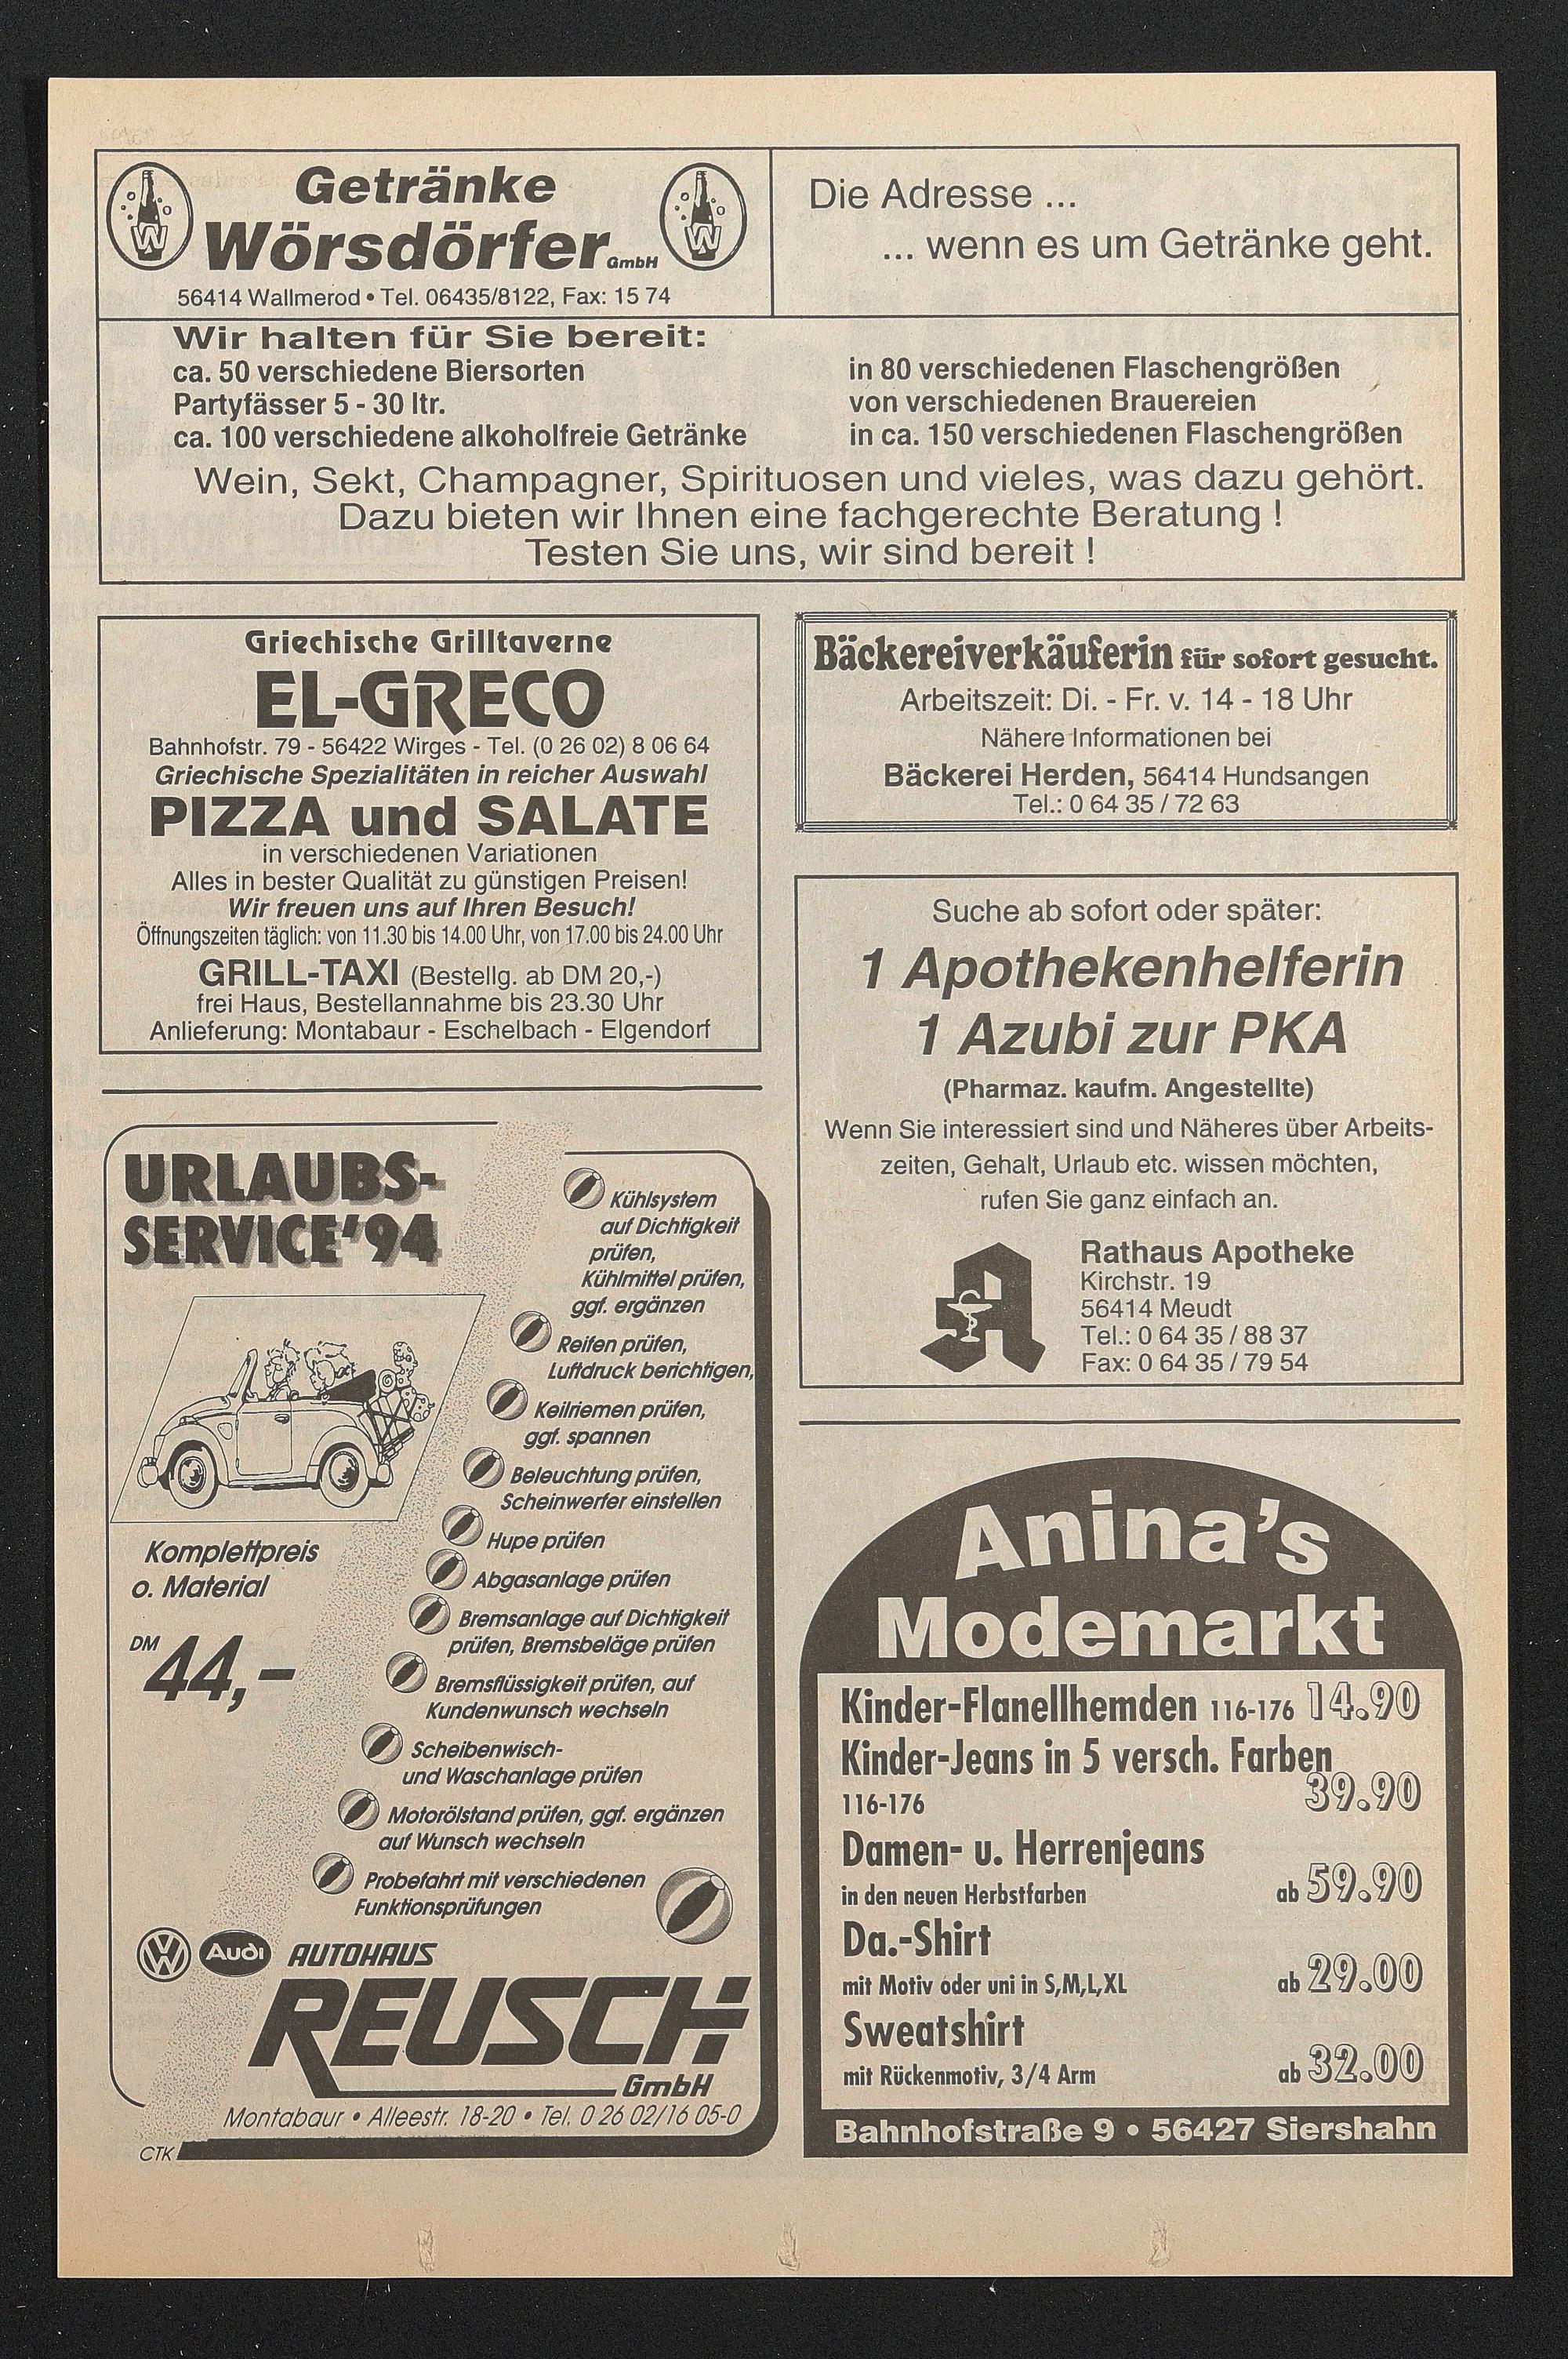 Getränke
Wörsdörfer GmbH
W
W
56414 Wallmerod • Tel. 06435/8122, Fax: 15 74
Die Adresse ...
... wenn es um Getränke geht.
Wir halten für Sie bereit:
ca. 50 verschiedene Biersorten in 80 verschiedenen Flaschengrößen
Partyfässer 5 - 30 ltr. von verschiedenen Brauereien
ca. 100 verschiedene alkoholfreie Getränke in ca. 150 verschiedenen Flaschengrößen
Wein, Sekt, Champagner, Spirituosen und vieles, was dazu gehört.
Dazu bieten wir Ihnen eine fachgerechte Beratung !
Testen Sie uns, wir sind bereit !
Griechische Grilltaverne
EL-GRECO
Bahnhofstr. 79 - 56422 Wirges - Tel. (0 26 02) 8 06 64
Griechische Spezialitäten in reicher Auswahl
PIZZA und SALATE
in verschiedenen Variationen
Alles in bester Qualität zu günstigen Preisen!
Wir freuen uns auf Ihren Besuch!
Öffnungszeiten täglich: von 11.30 bis 14.00 Uhr, von 17.00 bis 24.00 Uhr
GRILL-TAXI (Bestellg. ab DM 20,-)
frei Haus, Bestellannahme bis 23.30 Uhr
Anlieferung: Montabaur - Eschelbach - Elgendorf
URLAUBS-
SERVICE'94
Komplettpreis
o. Material
DM 44,-
Kühlsystem
auf Dichtigkeit
prüfen,
Kühlmittel prüfen,
ggf. ergänzen
Reifen prüfen,
Luftdruck berichtigen,
Keilriemen prüfen,
ggf. spannen
Beleuchtung prüfen,
Scheinwerfer einstellen
Hupe prüfen
Abgasanlage prüfen
Bremsanlage auf Dichtigkeit
prüfen, Bremsbeläge prüfen
Bremsflüssigkeit prüfen, auf
Kundenwunsch wechseln
Scheibenwisch-
und Waschanlage prüfen
Motorölstand prüfen, ggf. ergänzen
auf Wunsch wechseln
Probefahrt mit verschiedenen
Funktionsprüfungen
VW Audi AUTOHAUS
REUSCH
GmbH
Montabaur • Alleestr. 18-20 • Tel. 0 26 02/16 05-0
CTK
Bäckereiverkäuferin für sofort gesucht.
Arbeitszeit: Di. - Fr. v. 14 - 18 Uhr
Nähere Informationen bei
Bäckerei Herden, 56414 Hundsangen
Tel.: 0 64 35 / 72 63
Suche ab sofort oder später:
1 Apothekenhelferin
1 Azubi zur PKA
(Pharmaz. kaufm. Angestellte)
Wenn Sie interessiert sind und Näheres über Arbeits-
zeiten, Gehalt, Urlaub etc. wissen möchten,
rufen Sie ganz einfach an.
Rathaus Apotheke
Kirchstr. 19
56414 Meudt
Tel.: 0 64 35 / 88 37
Fax: 0 64 35 / 79 54
Anina's
Modemarkt
Kinder-Flanellhemden 116-176 14.90
Kinder-Jeans in 5 versch. Farben
116-176 39.90
Damen- u. Herrenjeans
in den neuen Herbstfarben ab 59.90
Da.-Shirt
mit Motiv oder uni in S,M,L,XL ab 29.00
Sweatshirt
mit Rückenmotiv, 3/4 Arm ab 32.00
Bahnhofstraße 9 • 56427 Siershahn